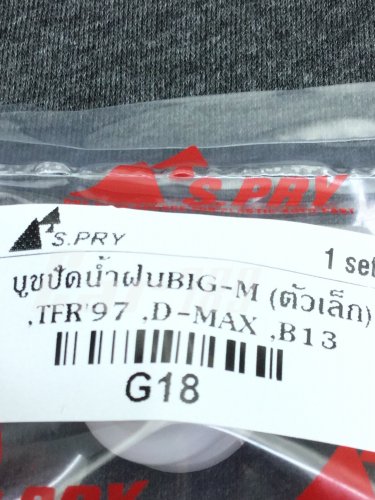 S.PRY
S.PRY
1 set
บูชปัดน้ำฝนBIG-M (ตัวเล็ก)
,TFR'97 ,D-MAX ,B13
G18